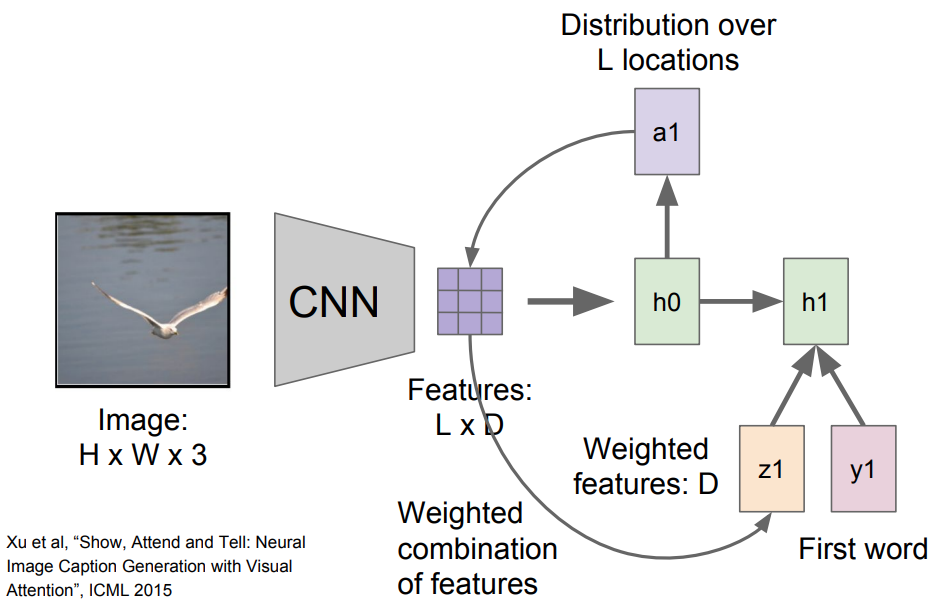 Distribution over
L locations
a1
CNN
h0
h1
Image:
H x W x 3
Features:
L x D
Weighted
features: D
z1
y1
First word
Weighted
combination
of features
Xu et al, “Show, Attend and Tell: Neural
Image Caption Generation with Visual
Attention”, ICML 2015